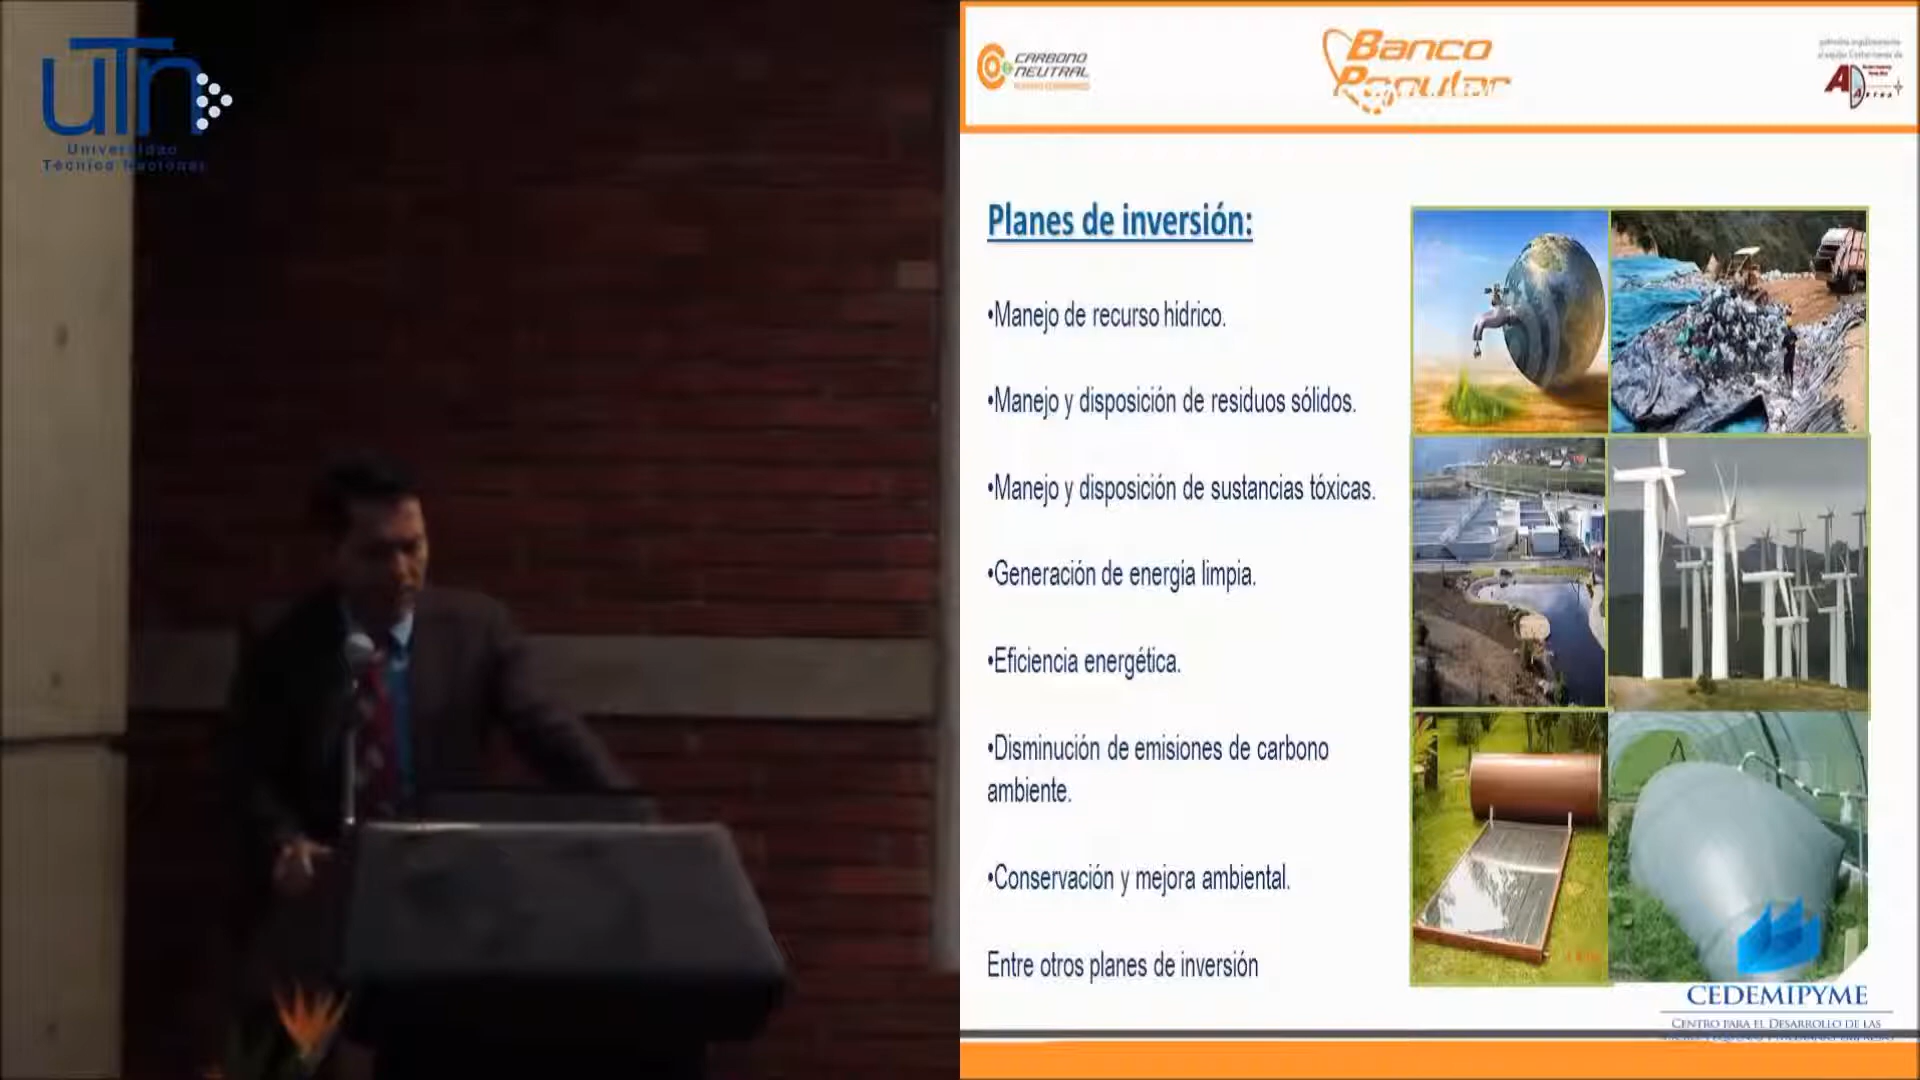 uTn
Universidad
Técnica Nacional
CARBONO
NEUTRAL
Banco
Popular
Planes de inversión:
•Manejo de recurso hídrico.
•Manejo y disposición de residuos sólidos.
•Manejo y disposición de sustancias tóxicas.
•Generación de energía limpia.
•Eficiencia energética.
•Disminución de emisiones de carbono
ambiente.
•Conservación y mejora ambiental.
Entre otros planes de inversión
CEDEMIPYME
CENTRO PARA EL DESARROLLO DE LAS